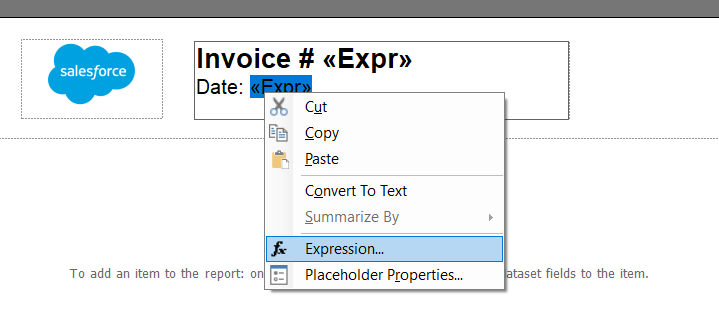 salesforce
Invoice # «Expr»
Date: «Expr»
Cut
Copy
Paste
Convert To Text
Summarize By
Expression...
Placeholder Properties...
To add an item to the report: on
ataset fields to the item.